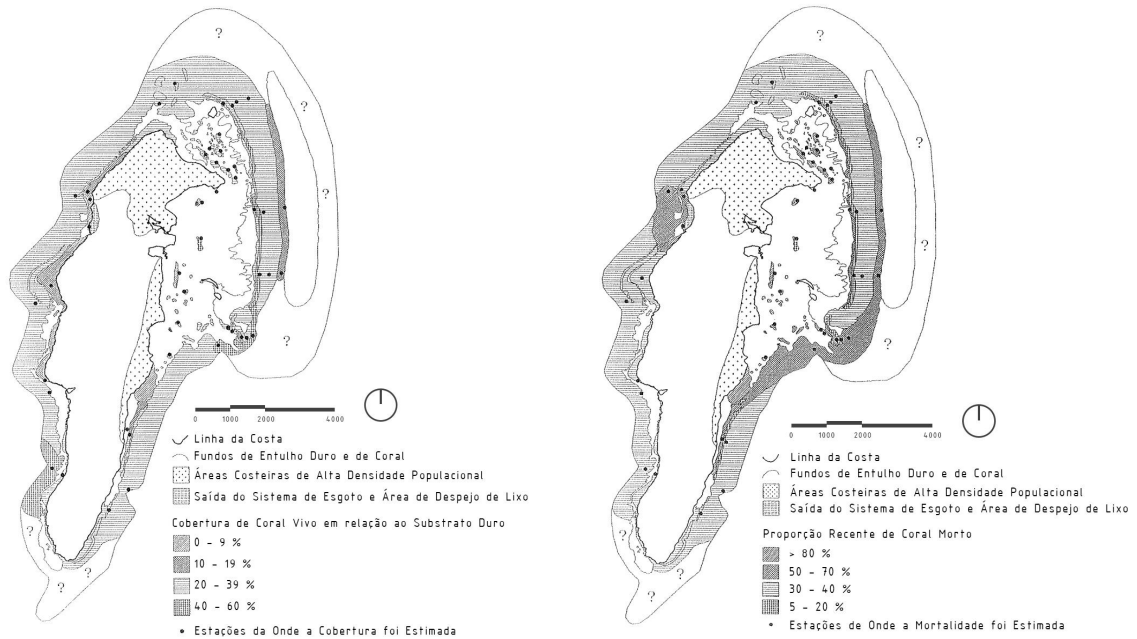 ?
?
?
?
?
?
?
0 1000 2000 4000
Linha da Costa
Fundos de Entulho Duro e de Coral
Áreas Costeiras de Alta Densidade Populacional
Saída do Sistema de Esgoto e Área de Despejo de Lixo
Cobertura de Coral Vivo em relação ao Substrato Duro
0 - 9 %
10 - 19 %
20 - 39 %
40 - 60 %
• Estações da Onde a Cobertura foi Estimada
?
?
?
?
?
?
?
0 1000 2000 4000
Linha da Costa
Fundos de Entulho Duro e de Coral
Áreas Costeiras de Alta Densidade Populacional
Saída do Sistema de Esgoto e Área de Despejo de Lixo
Proporção Recente de Coral Morto
> 80 %
50 - 70 %
30 - 40 %
5 - 20 %
• Estações de Onde a Mortalidade foi Estimada